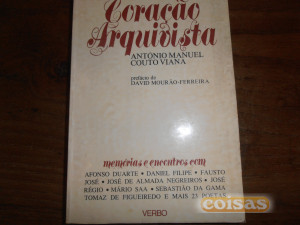 Coração
Arquivista
ANTÓNIO MANUEL
COUTO VIANA
prefácio de
DAVID MOURÃO-FERREIRA
memórias e encontros com
AFONSO DUARTE • DANIEL FILIPE • FAUSTO
JOSÉ • JOSÉ DE ALMADA NEGREIROS • JOSÉ
RÉGIO • MÁRIO SAA • SEBASTIÃO DA GAMA
TOMAZ DE FIGUEIREDO E MAIS 23 POETAS
VERBO
coisas